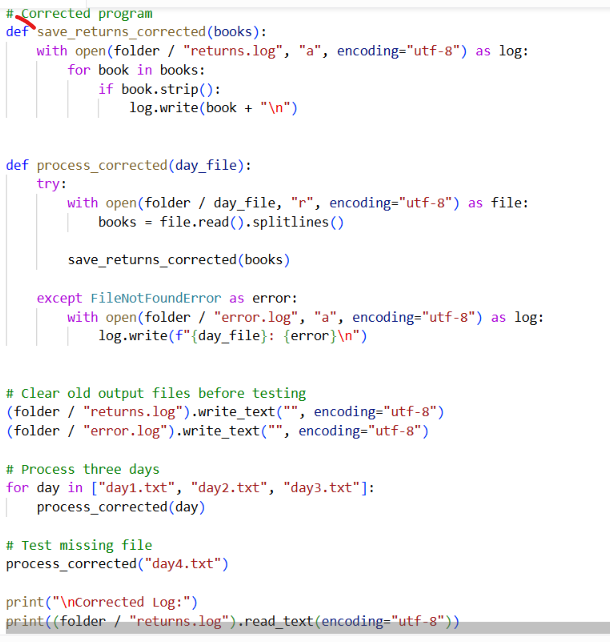 # Corrected program
def save_returns_corrected(books):
    with open(folder / "returns.log", "a", encoding="utf-8") as log:
        for book in books:
            if book.strip():
                log.write(book + "\n")
def process_corrected(day_file):
    try:
        with open(folder / day_file, "r", encoding="utf-8") as file:
            books = file.read().splitlines()
        save_returns_corrected(books)
    except FileNotFoundError as error:
        with open(folder / "error.log", "a", encoding="utf-8") as log:
            log.write(f"{day_file}: {error}\n")
# Clear old output files before testing
(folder / "returns.log").write_text("", encoding="utf-8")
(folder / "error.log").write_text("", encoding="utf-8")
# Process three days
for day in ["day1.txt", "day2.txt", "day3.txt"]:
    process_corrected(day)
# Test missing file
process_corrected("day4.txt")
print("\nCorrected Log:")
print((folder / "returns.log").read_text(encoding="utf-8"))